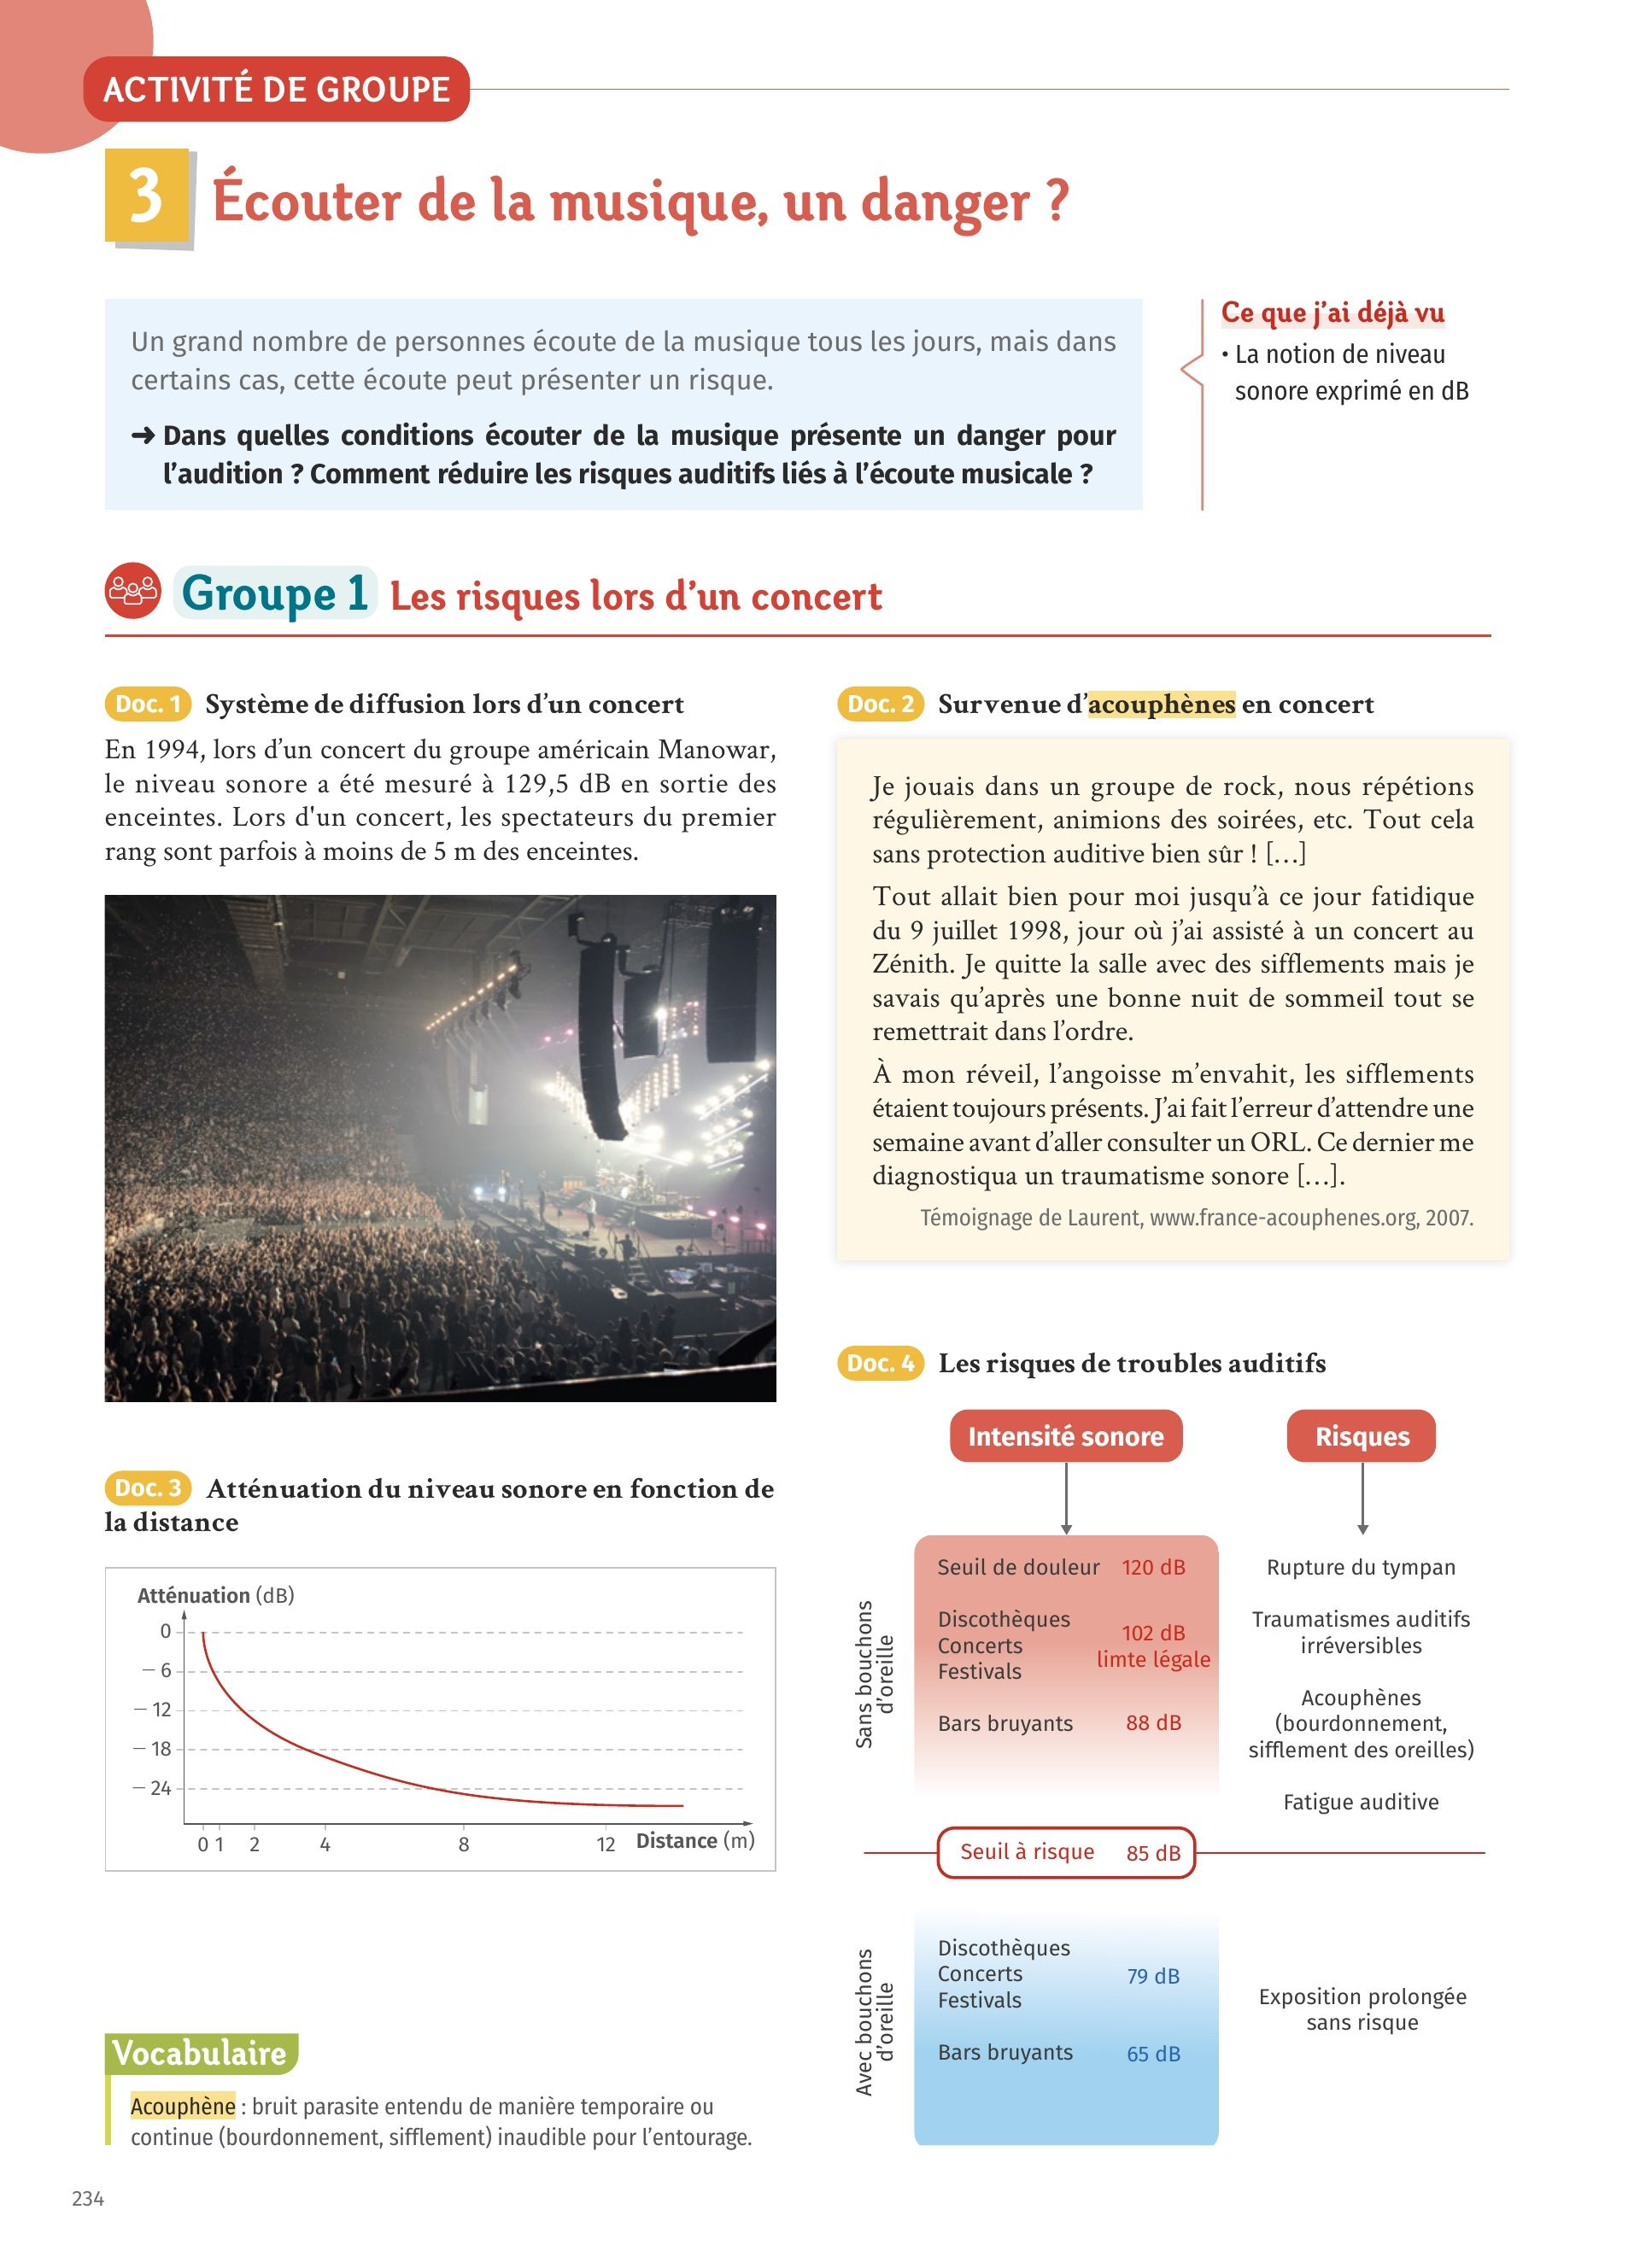 ACTIVITÉ DE GROUPE
3 Écouter de la musique, un danger ?
Un grand nombre de personnes écoute de la musique tous les jours, mais dans
certains cas, cette écoute peut présenter un risque.
➜ Dans quelles conditions écouter de la musique présente un danger pour
l’audition ? Comment réduire les risques auditifs liés à l’écoute musicale ?
Ce que j’ai déjà vu
• La notion de niveau
sonore exprimé en dB
Groupe 1 Les risques lors d’un concert
Doc. 1 Système de diffusion lors d’un concert
En 1994, lors d’un concert du groupe américain Manowar,
le niveau sonore a été mesuré à 129,5 dB en sortie des
enceintes. Lors d'un concert, les spectateurs du premier
rang sont parfois à moins de 5 m des enceintes.
Doc. 2 Survenue d’acouphènes en concert
Je jouais dans un groupe de rock, nous répétions
régulièrement, animions des soirées, etc. Tout cela
sans protection auditive bien sûr ! […]
Tout allait bien pour moi jusqu’à ce jour fatidique
du 9 juillet 1998, jour où j’ai assisté à un concert au
Zénith. Je quitte la salle avec des sifflements mais je
savais qu’après une bonne nuit de sommeil tout se
remettrait dans l’ordre.
À mon réveil, l’angoisse m’envahit, les sifflements
étaient toujours présents. J’ai fait l’erreur d’attendre une
semaine avant d’aller consulter un ORL. Ce dernier me
diagnostiqua un traumatisme sonore […].
Témoignage de Laurent, www.france-acouphenes.org, 2007.
Doc. 3 Atténuation du niveau sonore en fonction de
la distance
Atténuation (dB)
0
– 6
– 12
– 18
– 24
0 1 2 4 8 12 Distance (m)
Doc. 4 Les risques de troubles auditifs
Intensité sonore
Risques
Sans bouchons
d’oreille
Seuil de douleur 120 dB
Rupture du tympan
Discothèques
Concerts
Festivals
102 dB
limte légale
Traumatismes auditifs
irréversibles
Bars bruyants 88 dB
Acouphènes
(bourdonnement,
sifflement des oreilles)
Fatigue auditive
Seuil à risque 85 dB
Avec bouchons
d’oreille
Discothèques
Concerts
Festivals
79 dB
Bars bruyants 65 dB
Exposition prolongée
sans risque
Vocabulaire
Acouphène : bruit parasite entendu de manière temporaire ou
continue (bourdonnement, sifflement) inaudible pour l’entourage.
234